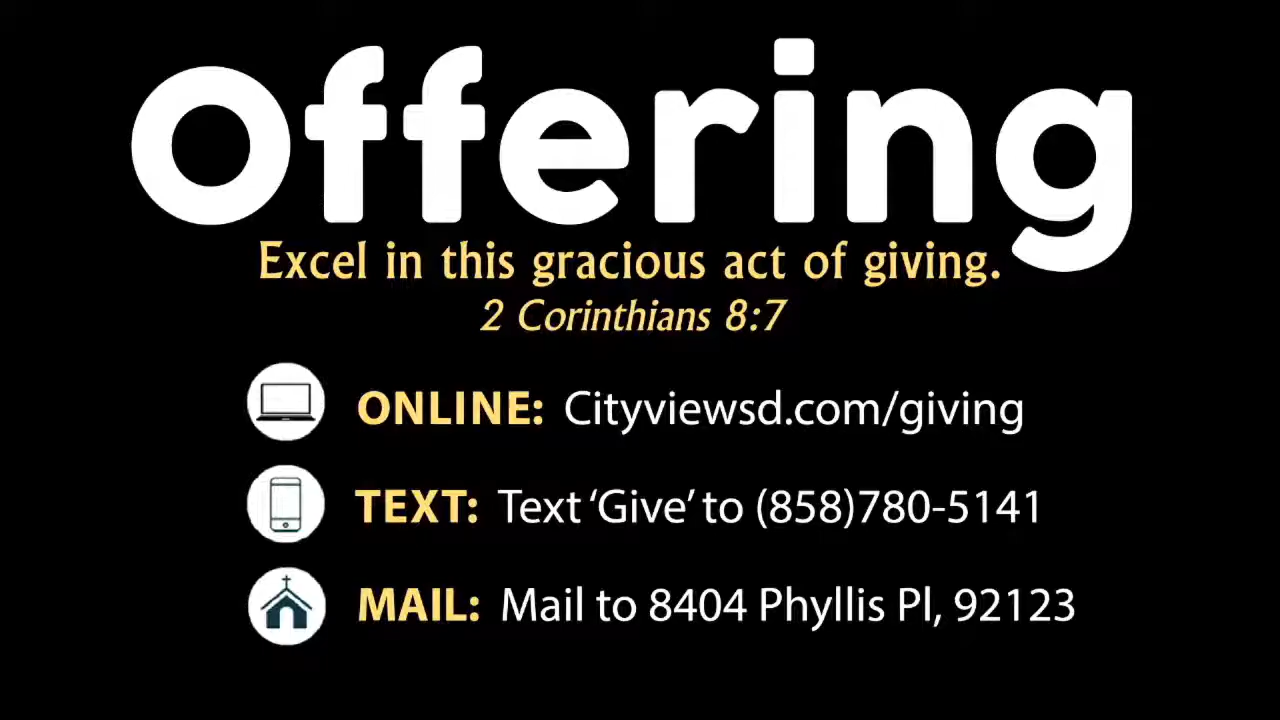 Offering
Excel in this gracious act of giving.
2 Corinthians 8:7
ONLINE: Cityviewsd.com/giving
TEXT: Text ‘Give’ to (858)780-5141
MAIL: Mail to 8404 Phyllis Pl, 92123